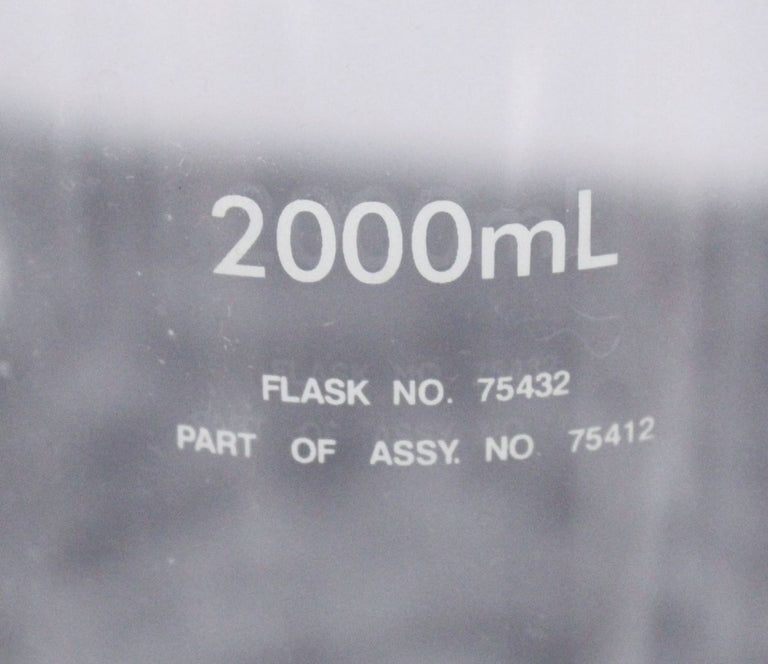 2000mL
FLASK NO. 75432
PART OF ASSY. NO 75412